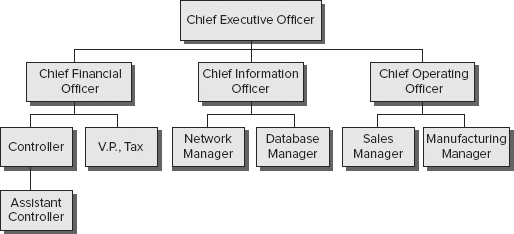 Chief Executive Officer
Chief Financial
Officer
Chief Information
Officer
Chief Operating
Officer
Controller
V.P., Tax
Network
Manager
Database
Manager
Sales
Manager
Manufacturing
Manager
Assistant
Controller